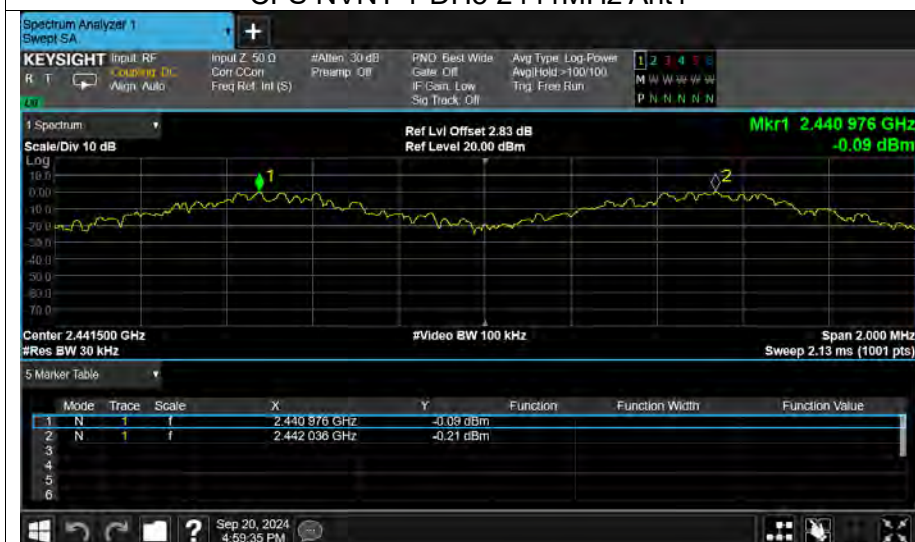 CFS NVNT 1-DH5 2441MHz Ant1
Spectrum Analyzer 1
Swept SA
+
KEYSIGHT Input: RF Input Z: 50 Ω #Atten: 30 dB PNO: Best Wide Avg Type: Log-Power 1 2 3 4 5 6
R T Coupling: DC Corr CCorr Preamp: Off Gate: Off Avg|Hold: >100/100 M W W W W W
Align: Auto Freq Ref: Int (S) IF Gain: Low Trig: Free Run
Sig Track: Off P N N N N N
1 Spectrum Ref Lvl Offset 2.83 dB Mkr1 2.440 976 GHz
Scale/Div 10 dB Ref Level 20.00 dBm -0.09 dBm
Log
10.0
0.00
-10.0
-20.0
-30.0
-40.0
-50.0
-60.0
-70.0
1
2
Center 2.441500 GHz #Video BW 100 kHz Span 2.000 MHz
#Res BW 30 kHz Sweep 2.13 ms (1001 pts)
5 Marker Table
Mode Trace Scale X Y Function Function Width Function Value
1 N 1 f 2.440 976 GHz -0.09 dBm
2 N 1 f 2.442 036 GHz -0.21 dBm
3
4
5
6
? Sep 20, 2024
4:59:35 PM